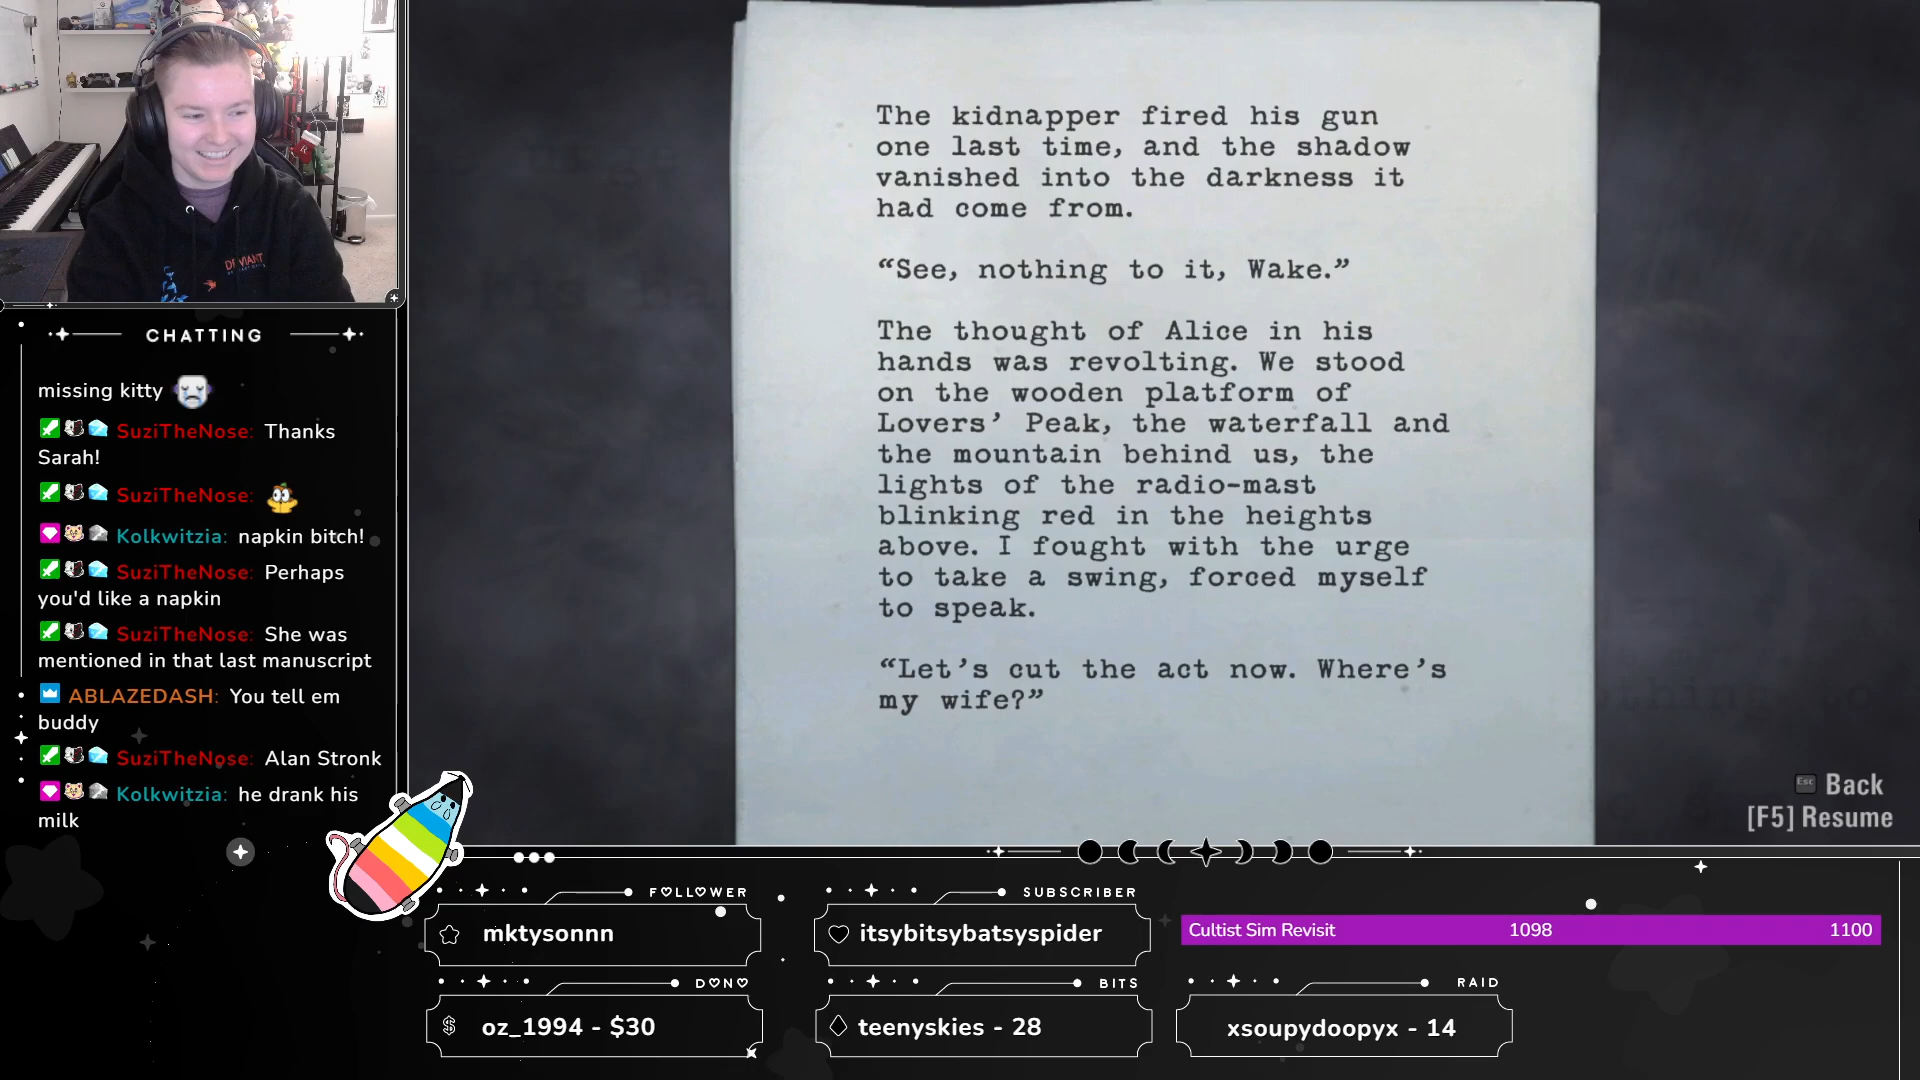 The kidnapper fired his gun
one last time, and the shadow
vanished into the darkness it
had come from.
“See, nothing to it, Wake.”
The thought of Alice in his
hands was revolting. We stood
on the wooden platform of
Lovers’ Peak, the waterfall and
the mountain behind us, the
lights of the radio-mast
blinking red in the heights
above. I fought with the urge
to take a swing, forced myself
to speak.
“Let’s cut the act now. Where’s
my wife?”
Esc Back
[F5] Resume
CHATTING
missing kitty
SuziTheNose: Thanks
Sarah!
SuziTheNose:
Kolkwitzia: napkin bitch!
SuziTheNose: Perhaps
you'd like a napkin
SuziTheNose: She was
mentioned in that last manuscript
ABLAZEDASH: You tell em
buddy
SuziTheNose: Alan Stronk
Kolkwitzia: he drank his
milk
FOLLOWER
mktysonnn
SUBSCRIBER
itsybitsybatsyspider
Cultist Sim Revisit 1098 1100
DONO
oz_1994 - $30
BITS
teenyskies - 28
RAID
xsoupydoopyx - 14